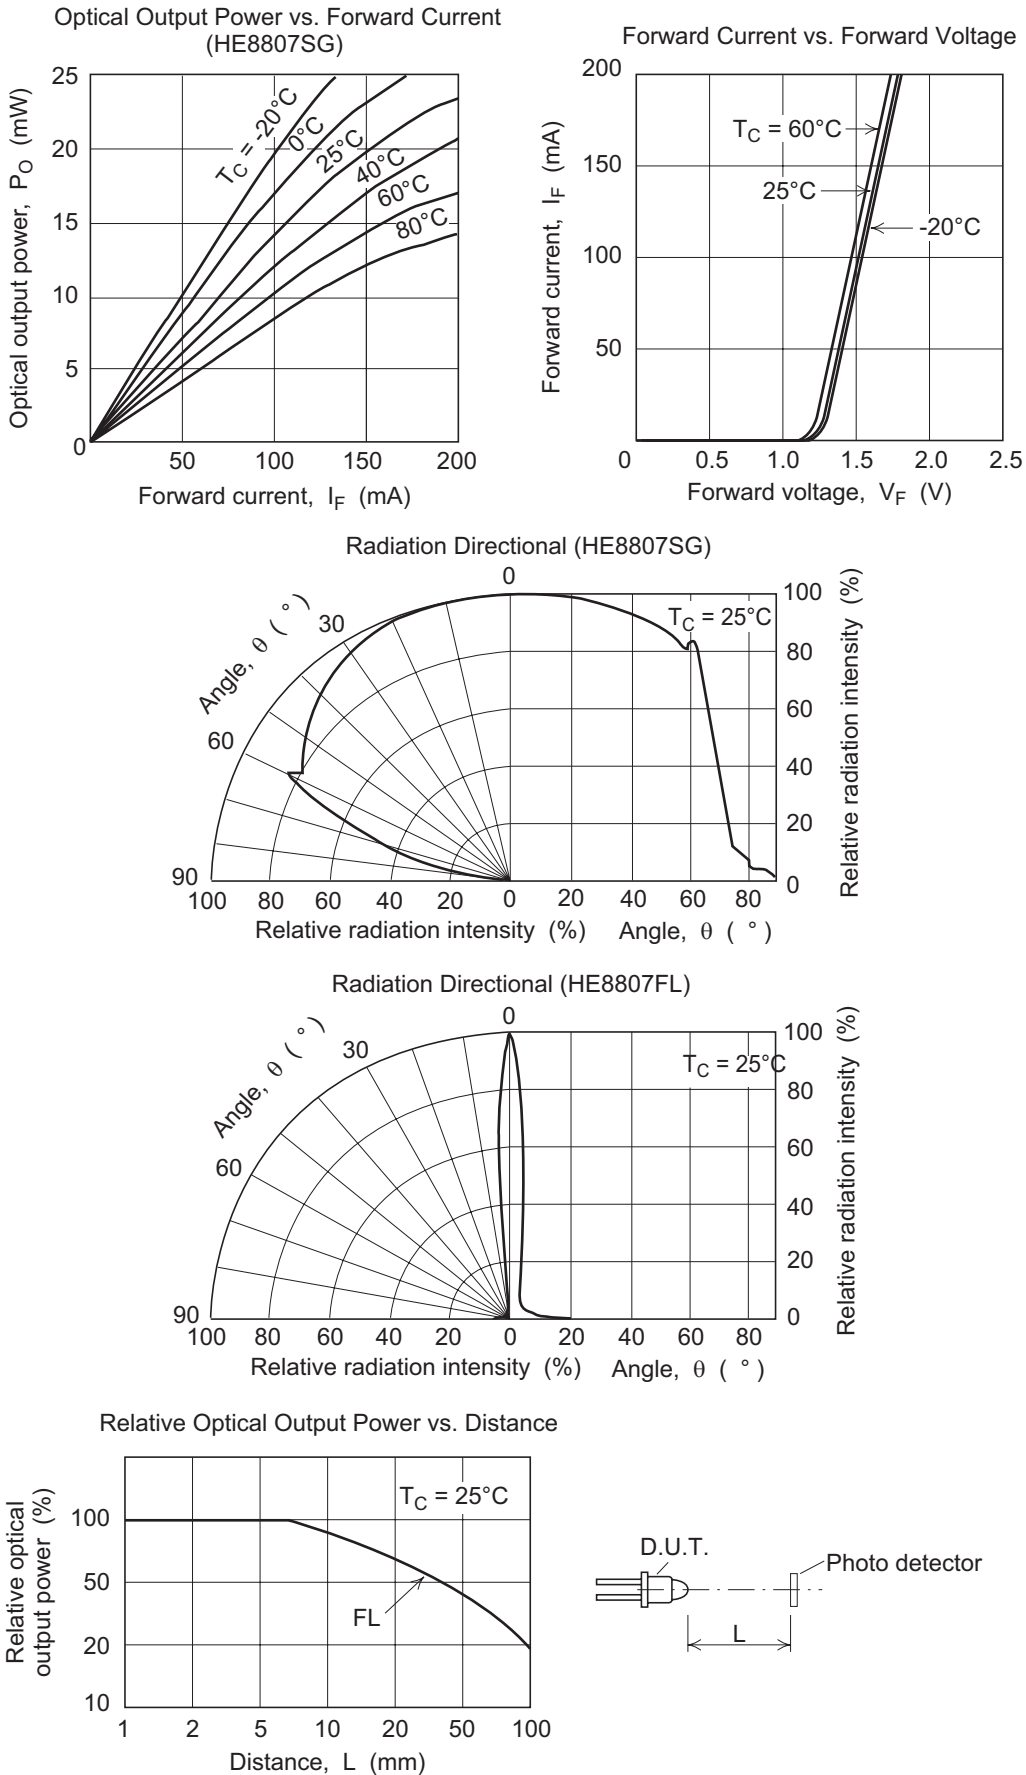 Optical Output Power vs. Forward Current
(HE8807SG)
Optical output power, PO (mW)
25
20
15
10
5
0
TC = -20°C
0°C
25°C
40°C
60°C
80°C
50 100 150 200
Forward current, IF (mA)
Forward Current vs. Forward Voltage
Forward current, IF (mA)
200
150
100
50
TC = 60°C
25°C
-20°C
0 0.5 1.0 1.5 2.0 2.5
Forward voltage, VF (V)
Radiation Directional (HE8807SG)
0
30
60
90
Angle, θ ( ° )
TC = 25°C
100
80
60
40
20
0
Relative radiation intensity (%)
100 80 60 40 20 0 20 40 60 80
Relative radiation intensity (%) Angle, θ ( ° )
Radiation Directional (HE8807FL)
0
30
60
90
Angle, θ ( ° )
TC = 25°C
100
80
60
40
20
0
Relative radiation intensity (%)
100 80 60 40 20 0 20 40 60 80
Relative radiation intensity (%) Angle, θ ( ° )
Relative Optical Output Power vs. Distance
Relative optical
output power (%)
100
50
20
10
TC = 25°C
FL
1 2 5 10 20 50 100
Distance, L (mm)
D.U.T.
Photo detector
L